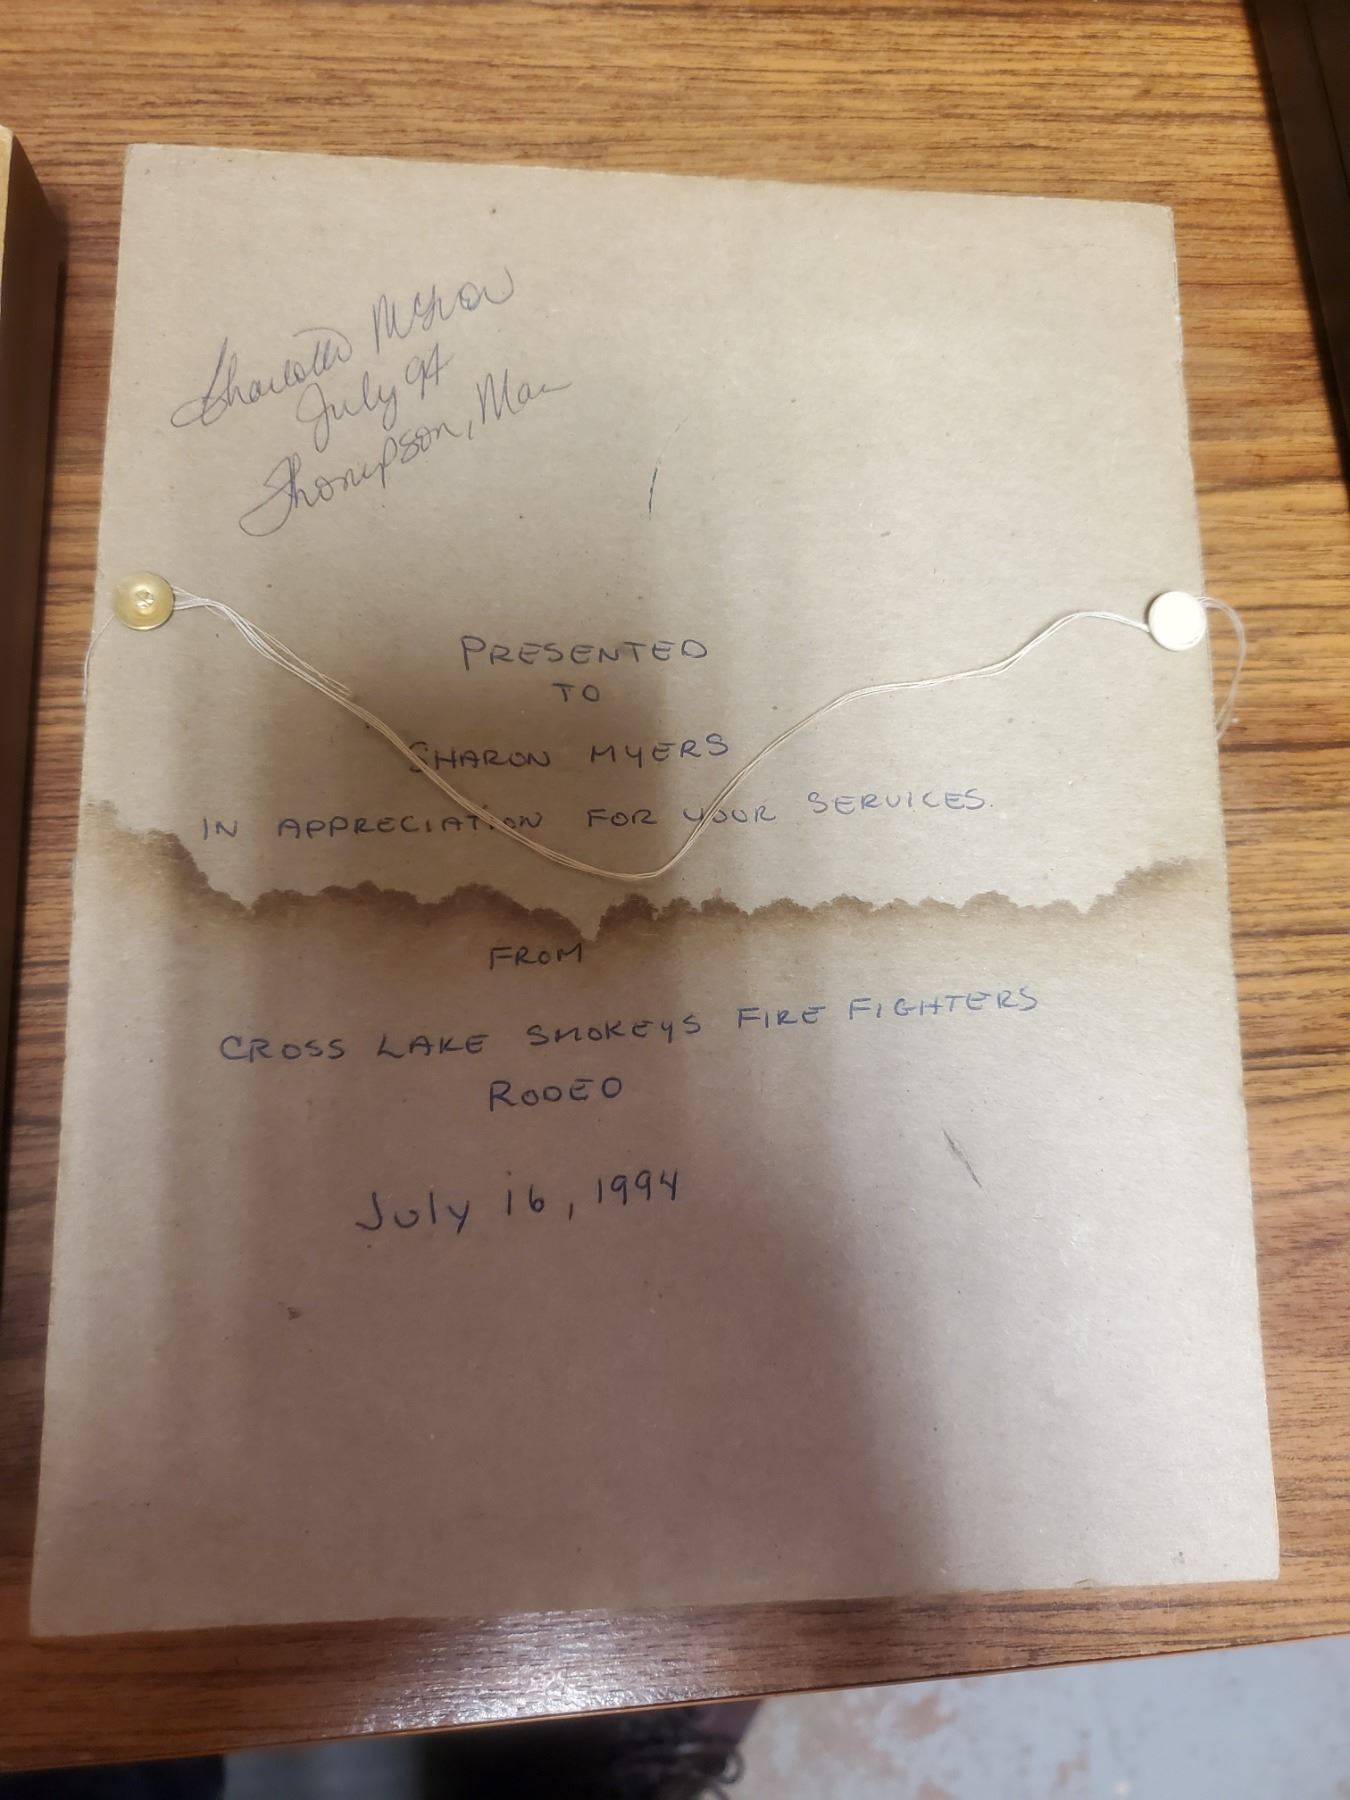 Charlotte
July 94
Thompson, Man
PRESENTED
TO
SHARON MYERS
IN APPRECIATION FOR YOUR SERVICES.
FROM
CROSS LAKE SMOKEYS FIRE FIGHTERS
RODEO
July 16, 1994